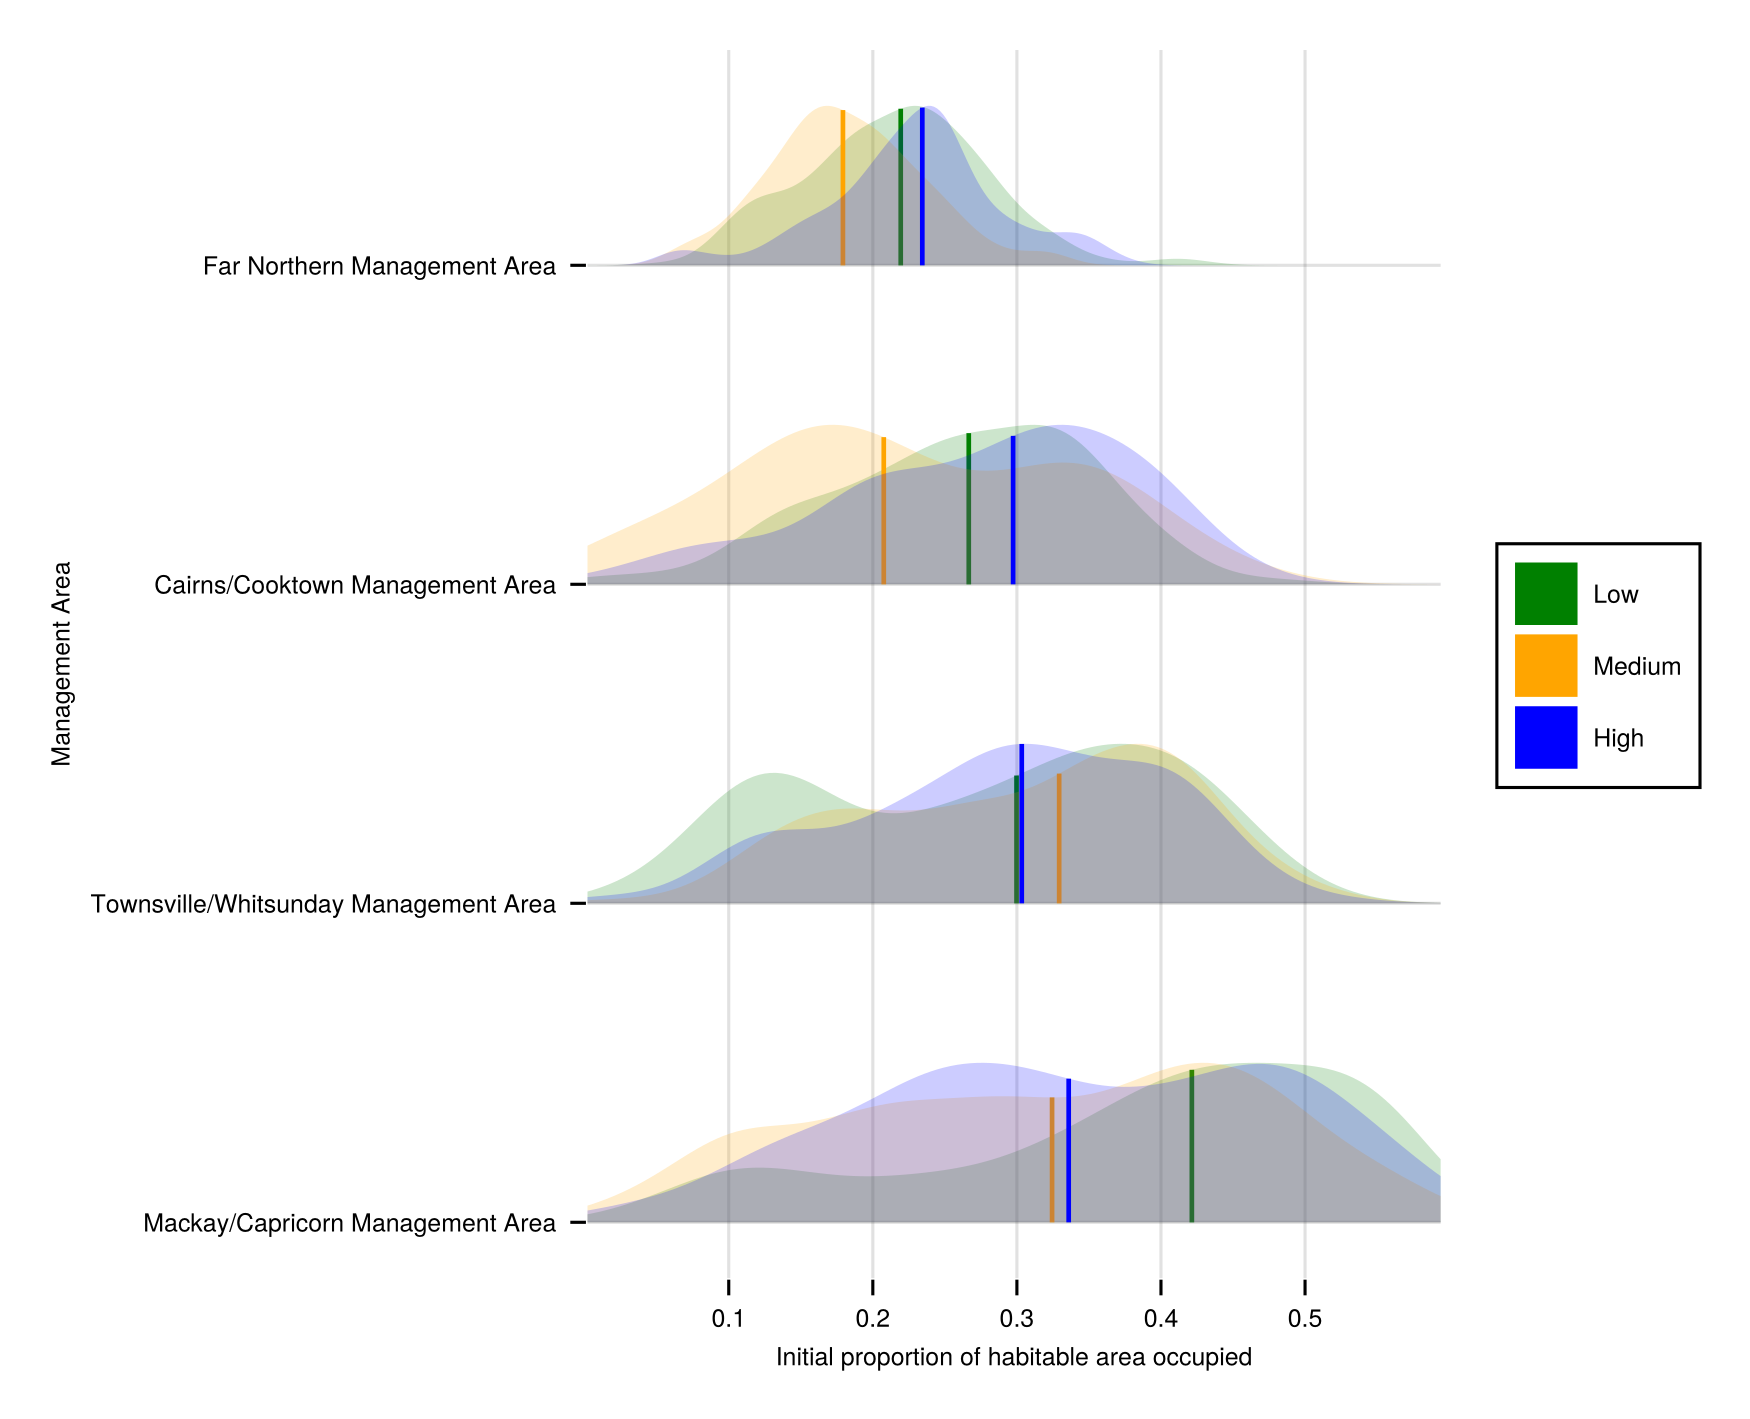 Far Northern Management Area
Cairns/Cooktown Management Area
Townsville/Whitsunday Management Area
Mackay/Capricorn Management Area
Management Area
Low
Medium
High
0.1
0.2
0.3
0.4
0.5
Initial proportion of habitable area occupied